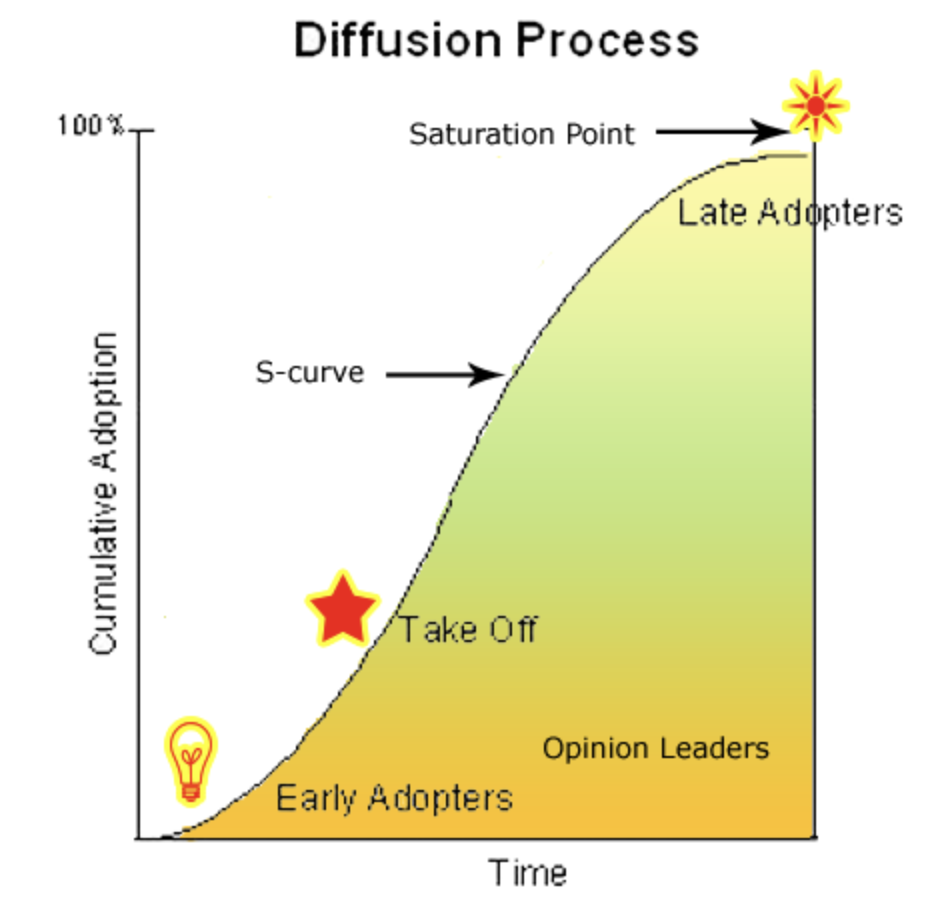 Diffusion Process
100%
Saturation Point
Late Adopters
S-curve
Cumulative Adoption
Take Off
Opinion Leaders
Early Adopters
Time